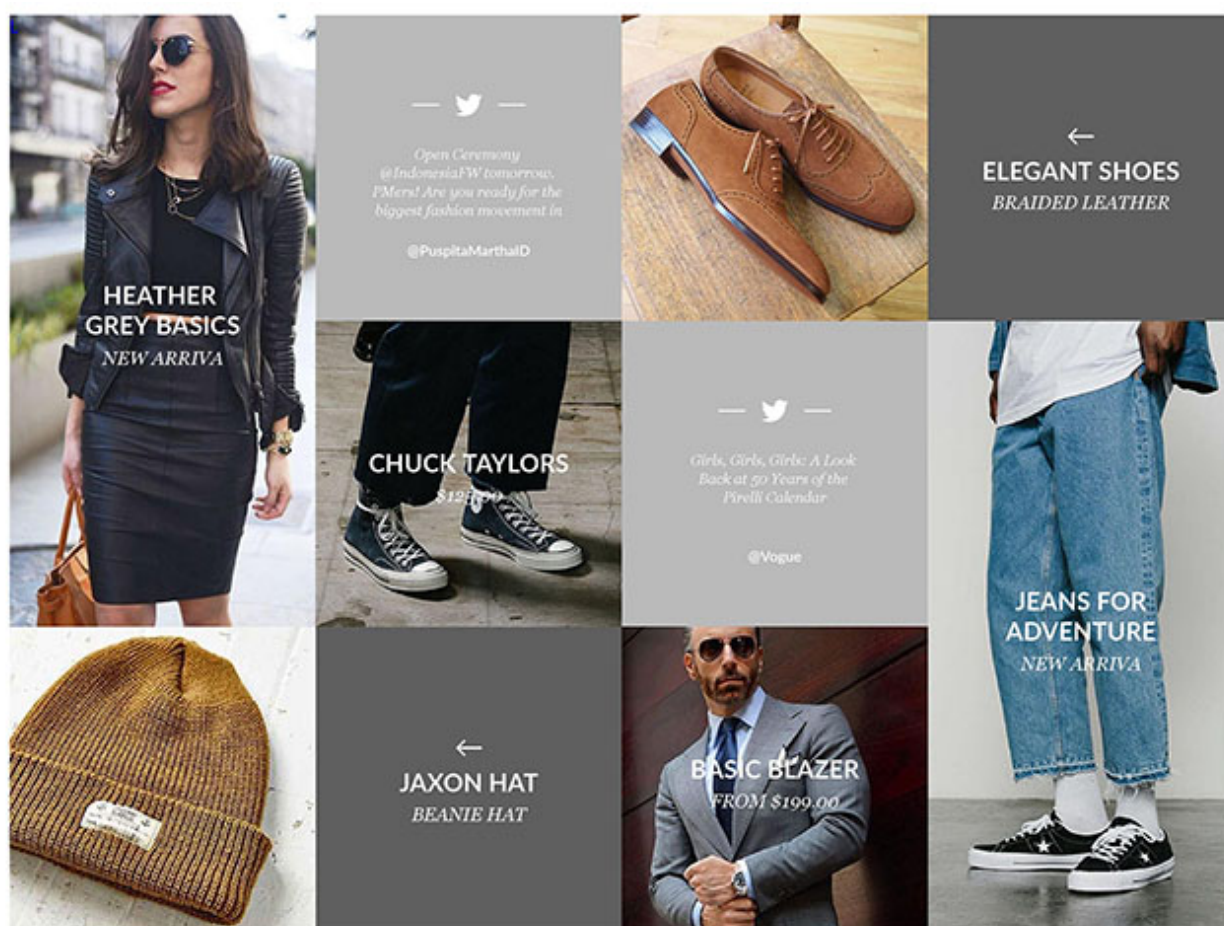 Open Ceremony
@IndonesiaFW tomorrow.
PMers! Are you ready for the
biggest fashion movement in
@PuspitaMarthaID
ELEGANT SHOES
BRAIDED LEATHER
HEATHER
GREY BASICS
NEW ARRIVA
CHUCK TAYLORS
Girls, Girls, Girls: A Look
Back at 50 Years of the
Pirelli Calendar
@Vogue
JEANS FOR
ADVENTURE
NEW ARRIVA
JAXON HAT
BEANIE HAT
BASIC BLAZER
FROM $199.00